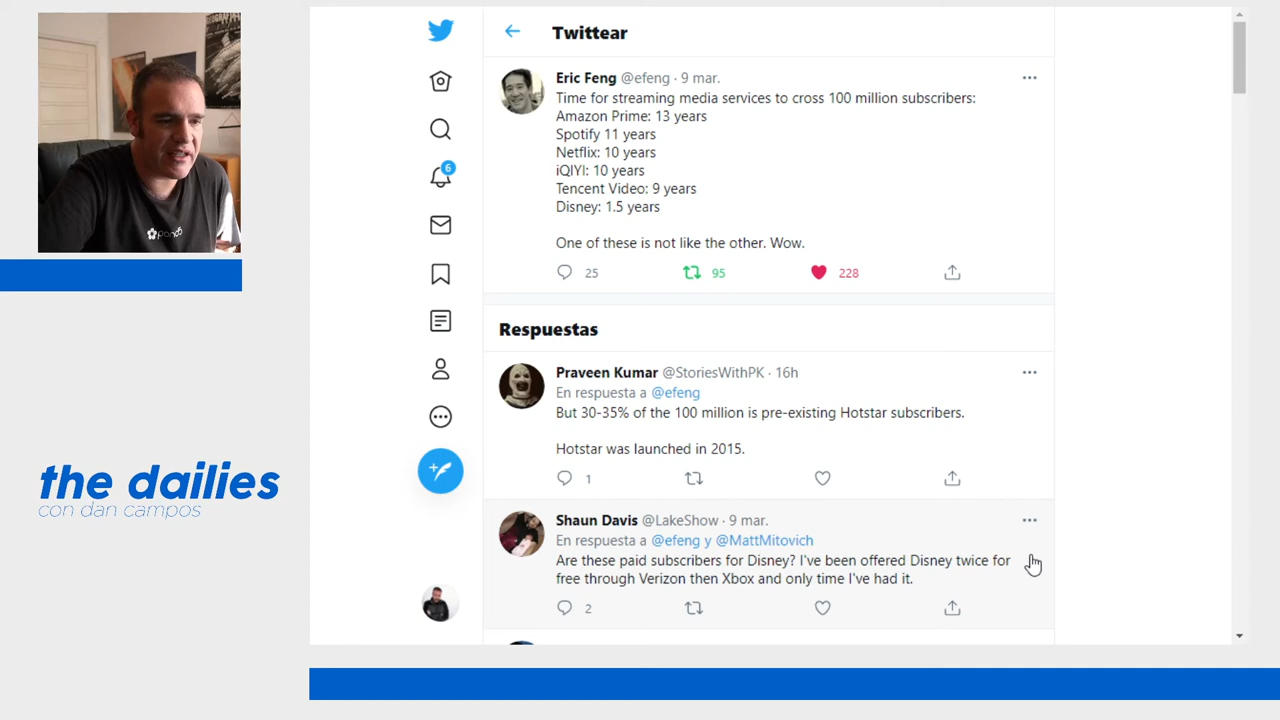 Twittear
Eric Feng @efeng · 9 mar.
Time for streaming media services to cross 100 million subscribers:
Amazon Prime: 13 years
Spotify 11 years
Netflix: 10 years
iQIYI: 10 years
Tencent Video: 9 years
Disney: 1.5 years
One of these is not like the other. Wow.
25 95 228
6
Respuestas
Praveen Kumar @StoriesWithPK · 16h
En respuesta a @efeng
But 30-35% of the 100 million is pre-existing Hotstar subscribers.
Hotstar was launched in 2015.
1
Shaun Davis @LakeShow · 9 mar.
En respuesta a @efeng y @MattMitovich
Are these paid subscribers for Disney? I've been offered Disney twice for
free through Verizon then Xbox and only time I've had it.
2
the dailies
con dan campos